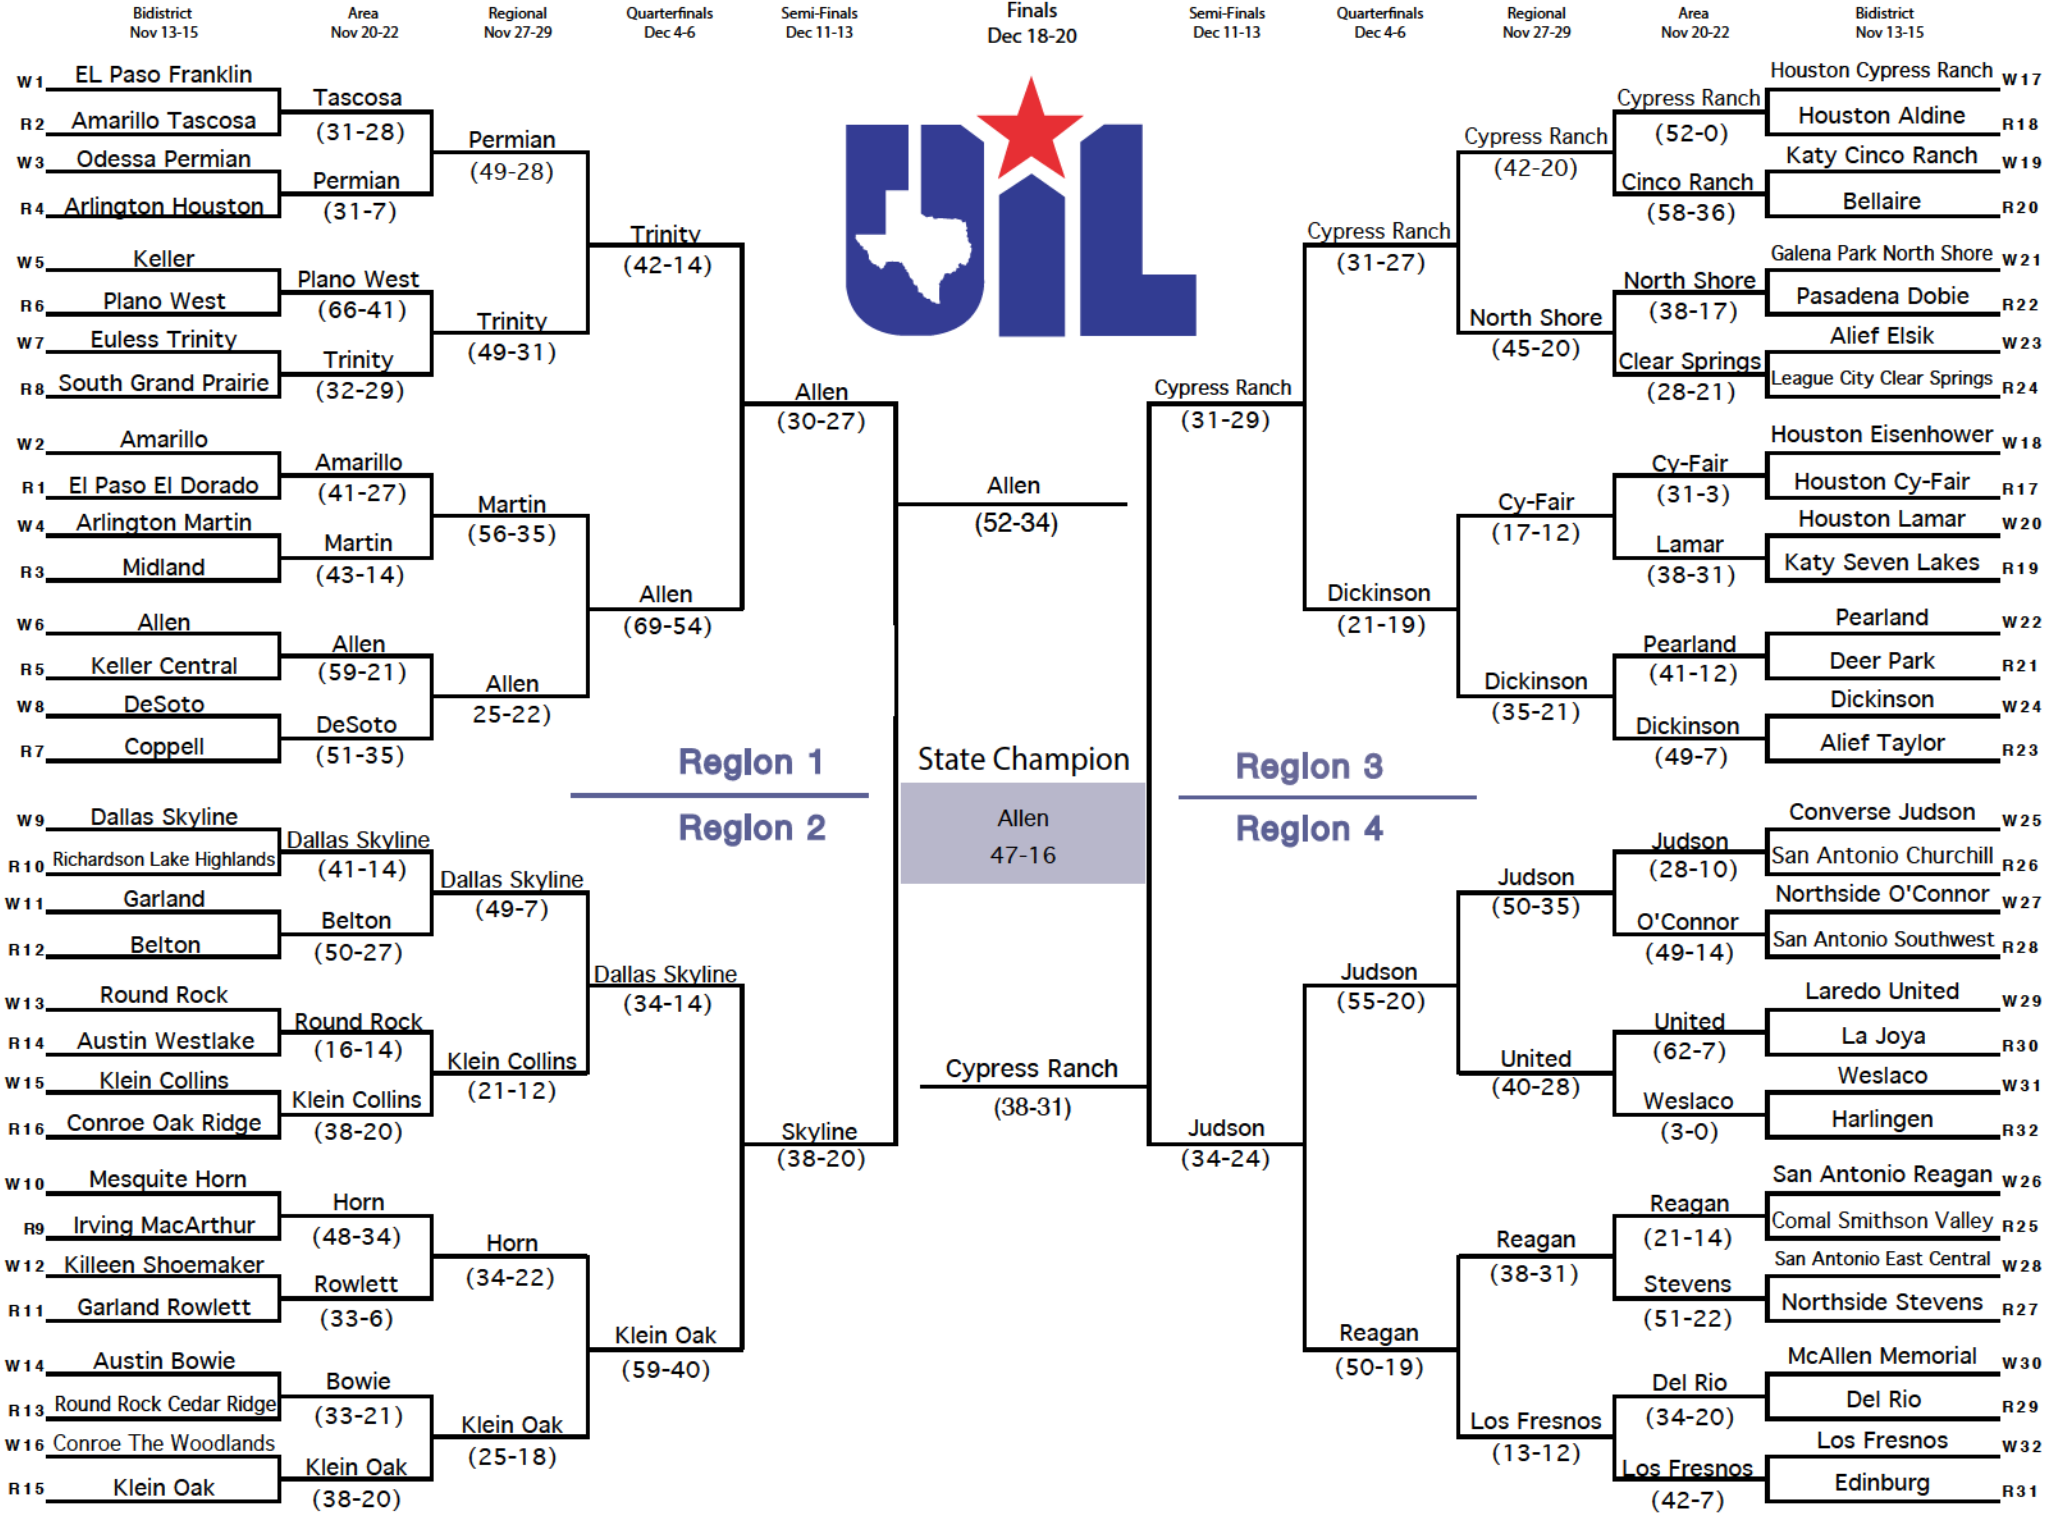 Bidistrict
Nov 13-15
Area
Nov 20-22
Regional
Nov 27-29
Quarterfinals
Dec 4-6
Semi-Finals
Dec 11-13
Finals
Dec 18-20
Semi-Finals
Dec 11-13
Quarterfinals
Dec 4-6
Regional
Nov 27-29
Area
Nov 20-22
Bidistrict
Nov 13-15
W1 EL Paso Franklin
R2 Amarillo Tascosa
W3 Odessa Permian
R4 Arlington Houston
W5 Keller
R6 Plano West
W7 Euless Trinity
R8 South Grand Prairie
W2 Amarillo
R1 El Paso El Dorado
W4 Arlington Martin
R3 Midland
W6 Allen
R5 Keller Central
W8 DeSoto
R7 Coppell
W9 Dallas Skyline
R10 Richardson Lake Highlands
W11 Garland
R12 Belton
W13 Round Rock
R14 Austin Westlake
W15 Klein Collins
R16 Conroe Oak Ridge
W10 Mesquite Horn
R9 Irving MacArthur
W12 Killeen Shoemaker
R11 Garland Rowlett
W14 Austin Bowie
R13 Round Rock Cedar Ridge
W16 Conroe The Woodlands
R15 Klein Oak
Tascosa
(31-28)
Permian
(31-7)
Plano West
(66-41)
Trinity
(32-29)
Amarillo
(41-27)
Martin
(43-14)
Allen
(59-21)
DeSoto
(51-35)
Dallas Skyline
(41-14)
Belton
(50-27)
Round Rock
(16-14)
Klein Collins
(38-20)
Horn
(48-34)
Rowlett
(33-6)
Bowie
(33-21)
Klein Oak
(38-20)
Permian
(49-28)
Trinity
(49-31)
Martin
(56-35)
Allen
25-22)
Dallas Skyline
(49-7)
Klein Collins
(21-12)
Horn
(34-22)
Klein Oak
(25-18)
Trinity
(42-14)
Allen
(69-54)
Region 1
Region 2
Dallas Skyline
(34-14)
Klein Oak
(59-40)
Allen
(30-27)
Skyline
(38-20)
UIL
Allen
(52-34)
State Champion
Allen
47-16
Cypress Ranch
(38-31)
Cypress Ranch
(31-29)
Judson
(34-24)
Cypress Ranch
(31-27)
Dickinson
(21-19)
Region 3
Region 4
Judson
(55-20)
Reagan
(50-19)
Cypress Ranch
(42-20)
North Shore
(45-20)
Cy-Fair
(17-12)
Dickinson
(35-21)
Judson
(50-35)
United
(40-28)
Reagan
(38-31)
Los Fresnos
(13-12)
Cypress Ranch
(52-0)
Cinco Ranch
(58-36)
North Shore
(38-17)
Clear Springs
(28-21)
Cy-Fair
(31-3)
Lamar
(38-31)
Pearland
(41-12)
Dickinson
(49-7)
Judson
(28-10)
O'Connor
(49-14)
United
(62-7)
Weslaco
(3-0)
Reagan
(21-14)
Stevens
(51-22)
Del Rio
(34-20)
Los Fresnos
(42-7)
Houston Cypress Ranch W17
Houston Aldine R18
Katy Cinco Ranch W19
Bellaire R20
Galena Park North Shore W21
Pasadena Dobie R22
Alief Elsik W23
League City Clear Springs R24
Houston Eisenhower W18
Houston Cy-Fair R17
Houston Lamar W20
Katy Seven Lakes R19
Pearland W22
Deer Park R21
Dickinson W24
Alief Taylor R23
Converse Judson W25
San Antonio Churchill R26
Northside O'Connor W27
San Antonio Southwest R28
Laredo United W29
La Joya R30
Weslaco W31
Harlingen R32
San Antonio Reagan W26
Comal Smithson Valley R25
San Antonio East Central W28
Northside Stevens R27
McAllen Memorial W30
Del Rio R29
Los Fresnos W32
Edinburg R31